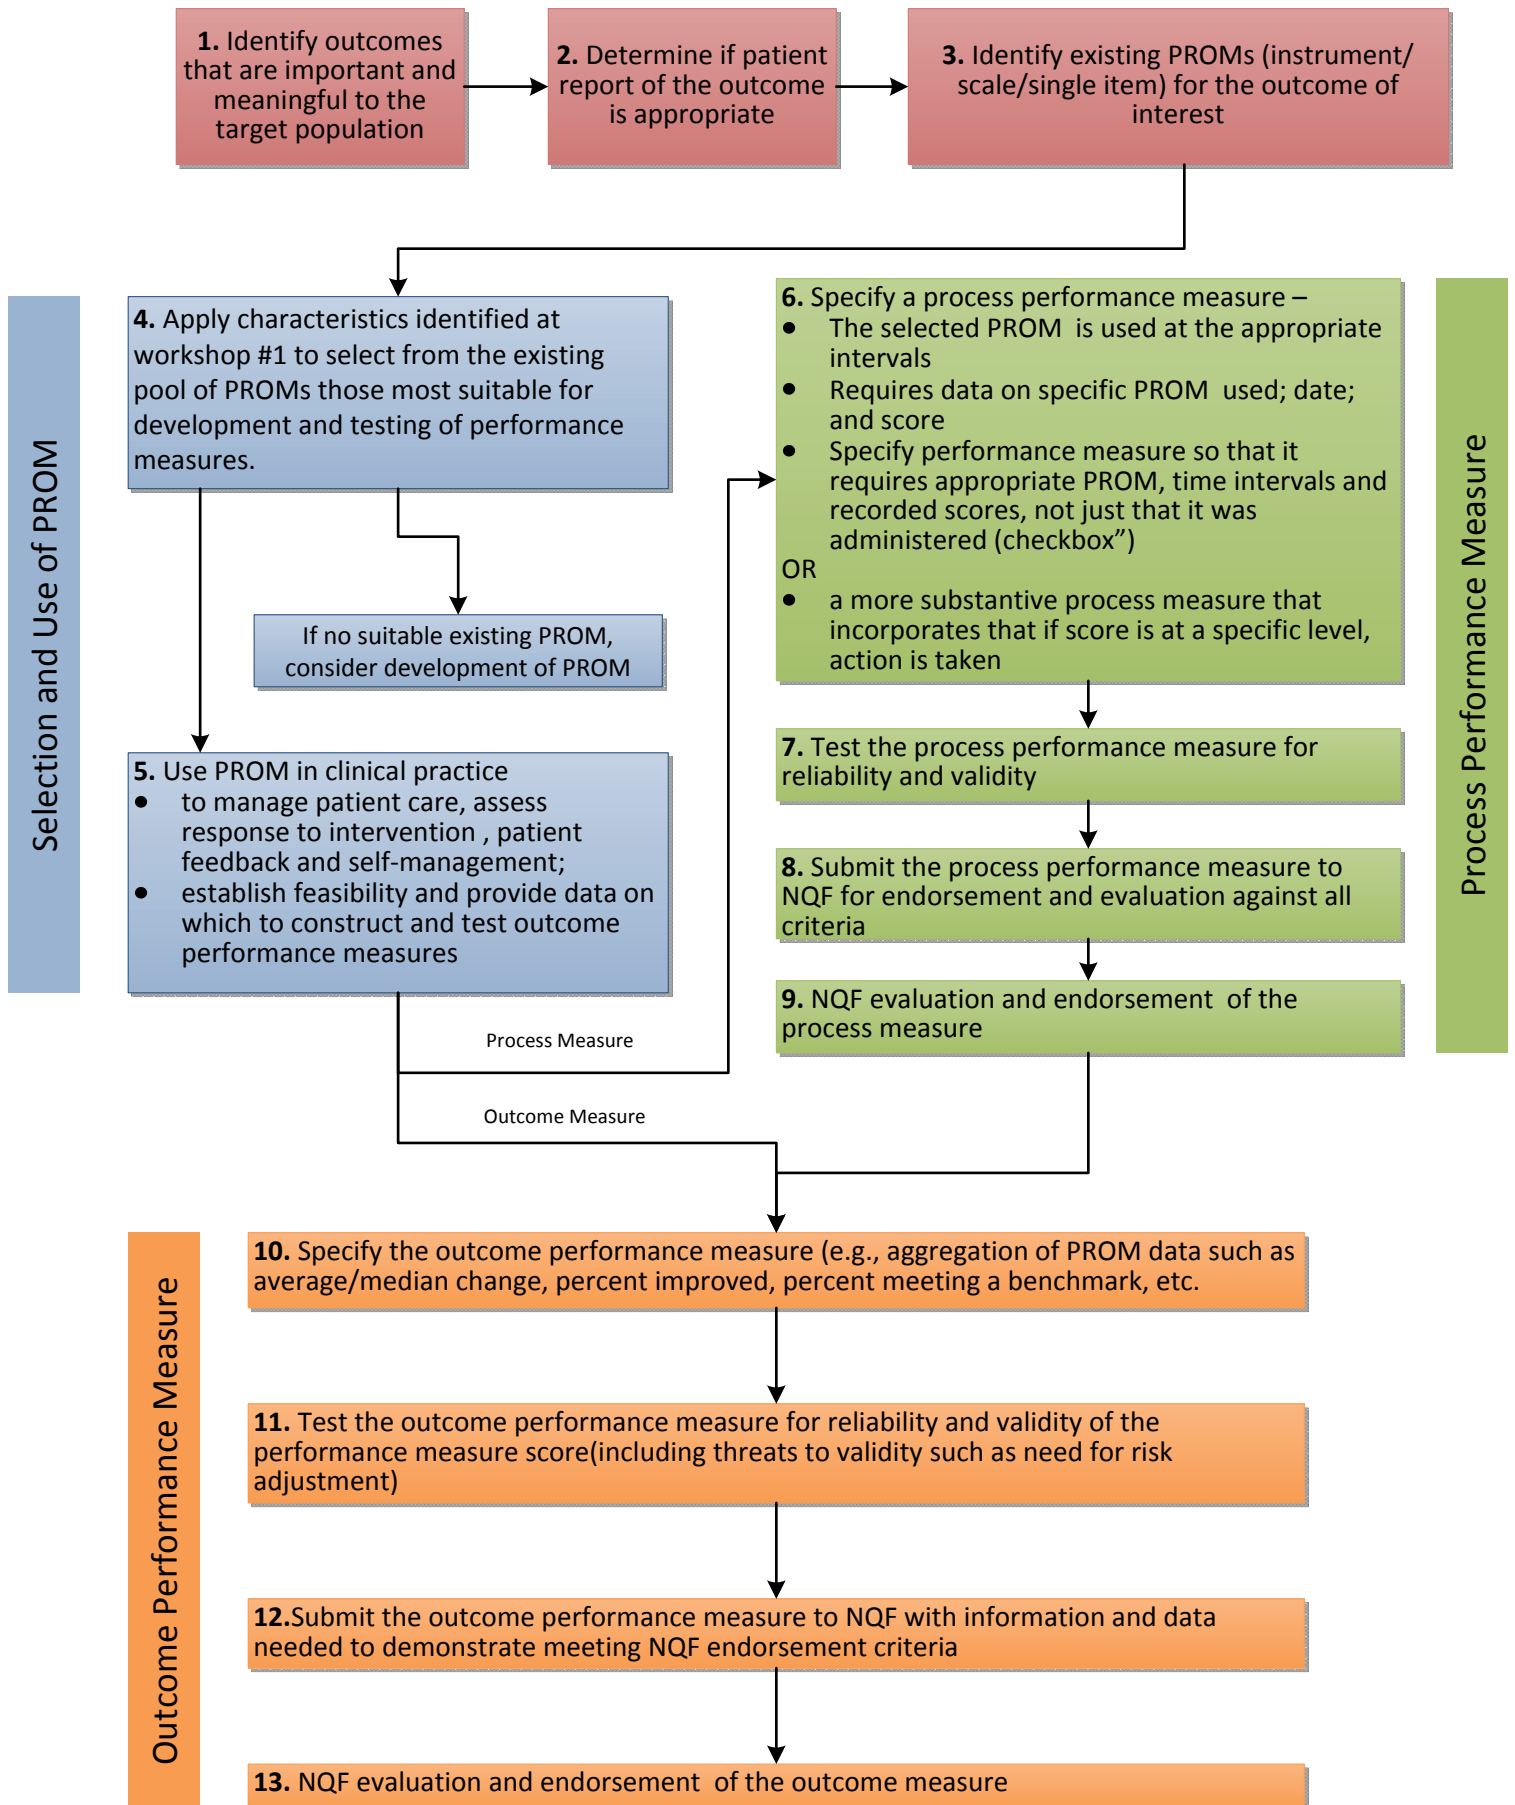 1. Identify outcomes
that are important and
meaningful to the
target population
2. Determine if patient
report of the outcome
is appropriate
3. Identify existing PROMs (instrument/
scale/single item) for the outcome of
interest
Selection and Use of PROM
4. Apply characteristics identified at
workshop #1 to select from the existing
pool of PROMs those most suitable for
development and testing of performance
measures.
If no suitable existing PROM,
consider development of PROM
5. Use PROM in clinical practice
● to manage patient care, assess
response to intervention , patient
feedback and self-management;
● establish feasibility and provide data on
which to construct and test outcome
performance measures
Process Measure
Outcome Measure
6. Specify a process performance measure –
● The selected PROM is used at the appropriate
intervals
● Requires data on specific PROM used; date;
and score
● Specify performance measure so that it
requires appropriate PROM, time intervals and
recorded scores, not just that it was
administered (checkbox”)
OR
● a more substantive process measure that
incorporates that if score is at a specific level,
action is taken
7. Test the process performance measure for
reliability and validity
8. Submit the process performance measure to
NQF for endorsement and evaluation against all
criteria
9. NQF evaluation and endorsement of the
process measure
Process Performance Measure
Outcome Performance Measure
10. Specify the outcome performance measure (e.g., aggregation of PROM data such as
average/median change, percent improved, percent meeting a benchmark, etc.
11. Test the outcome performance measure for reliability and validity of the
performance measure score(including threats to validity such as need for risk
adjustment)
12.Submit the outcome performance measure to NQF with information and data
needed to demonstrate meeting NQF endorsement criteria
13. NQF evaluation and endorsement of the outcome measure